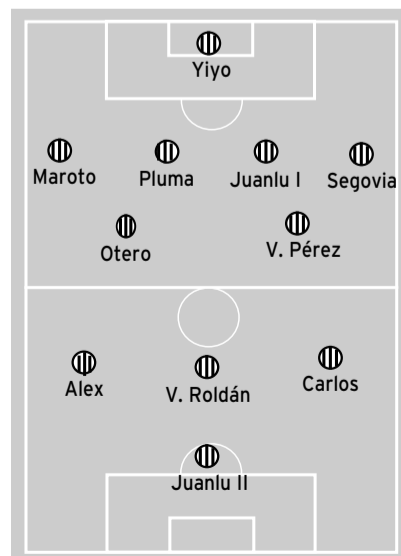 Yiyo
Maroto
Pluma
Juanlu I
Segovia
Otero
V. Pérez
Alex
V. Roldán
Carlos
Juanlu II